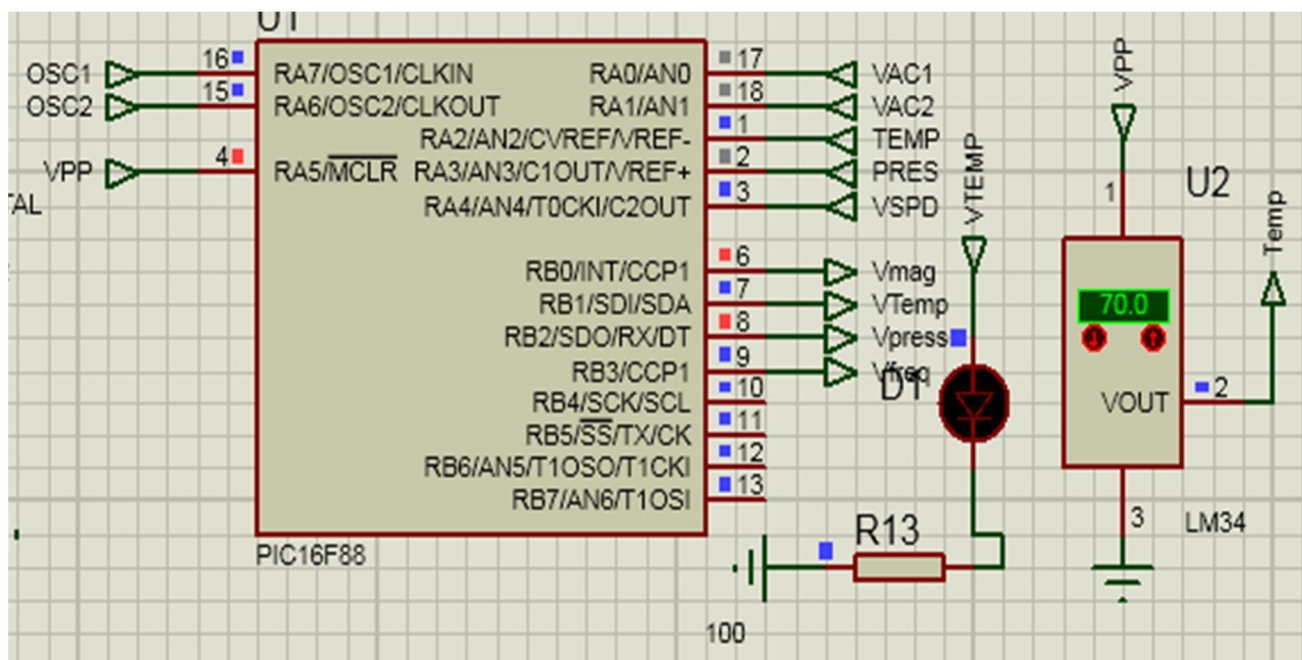 U1
OSC1
OSC2
VPP
TAL
16
15
4
RA7/OSC1/CLKIN
RA6/OSC2/CLKOUT
RA5/MCLR
RA0/AN0
RA1/AN1
RA2/AN2/CVREF/VREF-
RA3/AN3/C1OUT/VREF+
RA4/AN4/T0CKI/C2OUT
RB0/INT/CCP1
RB1/SDI/SDA
RB2/SDO/RX/DT
RB3/CCP1
RB4/SCK/SCL
RB5/SS/TX/CK
RB6/AN5/T1OSO/T1CKI
RB7/AN6/T1OSI
17
18
1
2
3
6
7
8
9
10
11
12
13
VAC1
VAC2
TEMP
PRES
VSPD
Vmag
VTemp
Vpress
Vfreq
PIC16F88
VTEMP
D1
R13
100
VPP
1
U2
70.0
VOUT
2
Temp
3
LM34